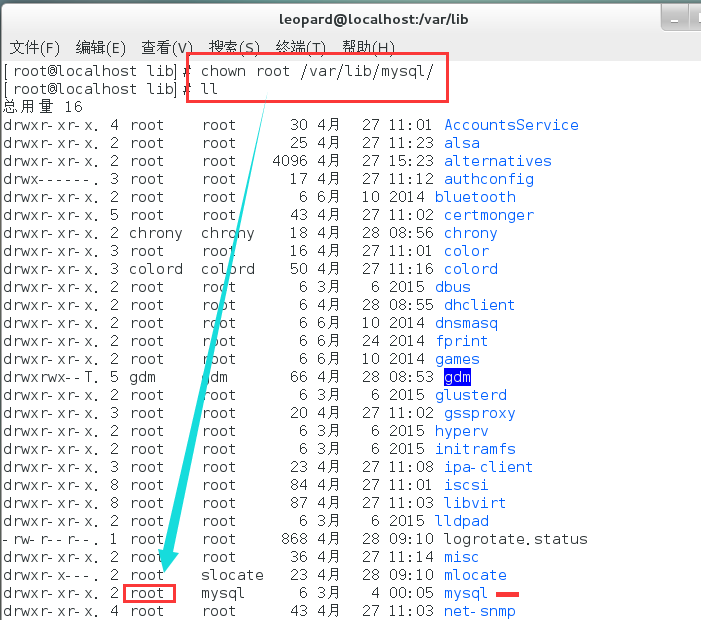 leopard@localhost:/var/lib
文件(F) 编辑(E) 查看(V) 搜索(S) 终端(T) 帮助(H)
[root@localhost lib]# chown root /var/lib/mysql/
[root@localhost lib]# ll
总用量 16
drwxr-xr-x. 4 root root 30 4月 27 11:01 AccountsService
drwxr-xr-x. 2 root root 25 4月 27 11:23 alsa
drwxr-xr-x. 2 root root 4096 4月 27 15:23 alternatives
drwx------. 3 root root 17 4月 27 11:12 authconfig
drwxr-xr-x. 2 root root 6 6月 10 2014 bluetooth
drwxr-xr-x. 5 root root 43 4月 27 11:02 certmonger
drwxr-xr-x. 2 chrony chrony 18 4月 28 08:56 chrony
drwxr-xr-x. 3 root root 16 4月 27 11:01 color
drwxr-xr-x. 3 colord colord 50 4月 27 11:16 colord
drwxr-xr-x. 2 root root 6 3月 6 2015 dbus
drwxr-xr-x. 2 root root 6 4月 28 08:55 dhclient
drwxr-xr-x. 2 root root 6 6月 10 2014 dnsmasq
drwxr-xr-x. 2 root root 6 6月 24 2014 fprint
drwxr-xr-x. 2 root root 6 6月 10 2014 games
drwxrwx--T. 5 gdm gdm 66 4月 28 08:53 gdm
drwxr-xr-x. 2 root root 6 3月 6 2015 glusterd
drwxr-xr-x. 3 root root 20 4月 27 11:02 gssproxy
drwxr-xr-x. 2 root root 6 3月 6 2015 hyperv
drwxr-xr-x. 2 root root 6 3月 6 2015 initramfs
drwxr-xr-x. 3 root root 23 4月 27 11:08 ipa-client
drwxr-xr-x. 8 root root 84 4月 27 11:01 iscsi
drwxr-xr-x. 8 root root 87 4月 27 11:03 libvirt
drwxr-xr-x. 2 root root 6 3月 6 2015 lldpad
-rw-r--r--. 1 root root 868 4月 28 09:10 logrotate.status
drwxr-xr-x. 2 root root 36 4月 27 11:14 misc
drwxr-x---. 2 root slocate 23 4月 28 09:10 mlocate
drwxr-xr-x. 2 root mysql 6 3月 4 00:05 mysql
drwxr-xr-x. 4 root root 43 4月 27 11:03 net-snmp